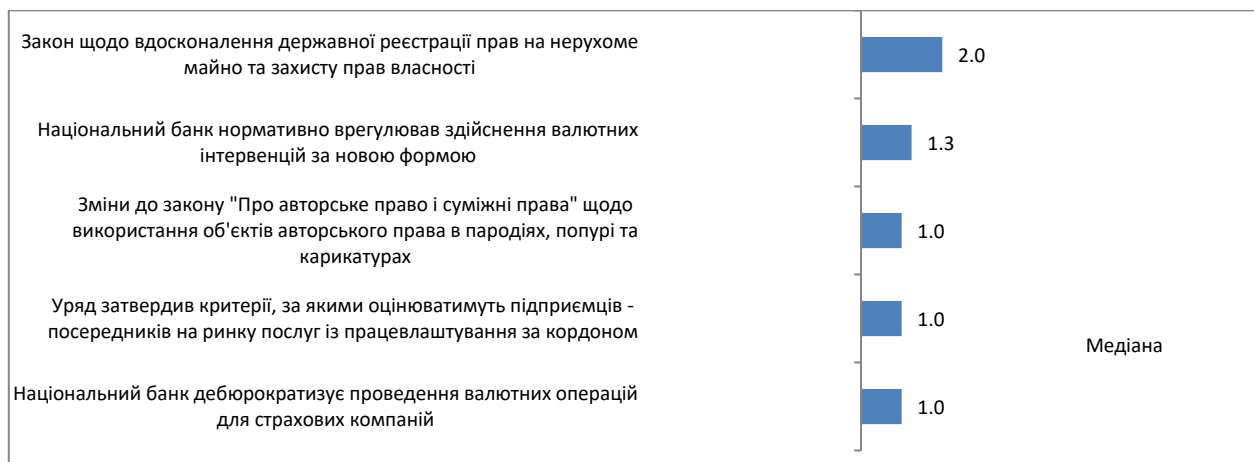 Закон щодо вдосконалення державної реєстрації прав на нерухоме
майно та захисту прав власності
2.0
Національний банк нормативно врегулював здійснення валютних
інтервенцій за новою формою
1.3
Зміни до закону "Про авторське право і суміжні права" щодо
використання об'єктів авторського права в пародіях, попурі та
карикатурах
1.0
Уряд затвердив критерії, за якими оцінюватимуть підприємців -
посередників на ринку послуг із працевлаштування за кордоном
1.0
Медіана
Національний банк дебюрократизує проведення валютних операцій
для страхових компаній
1.0